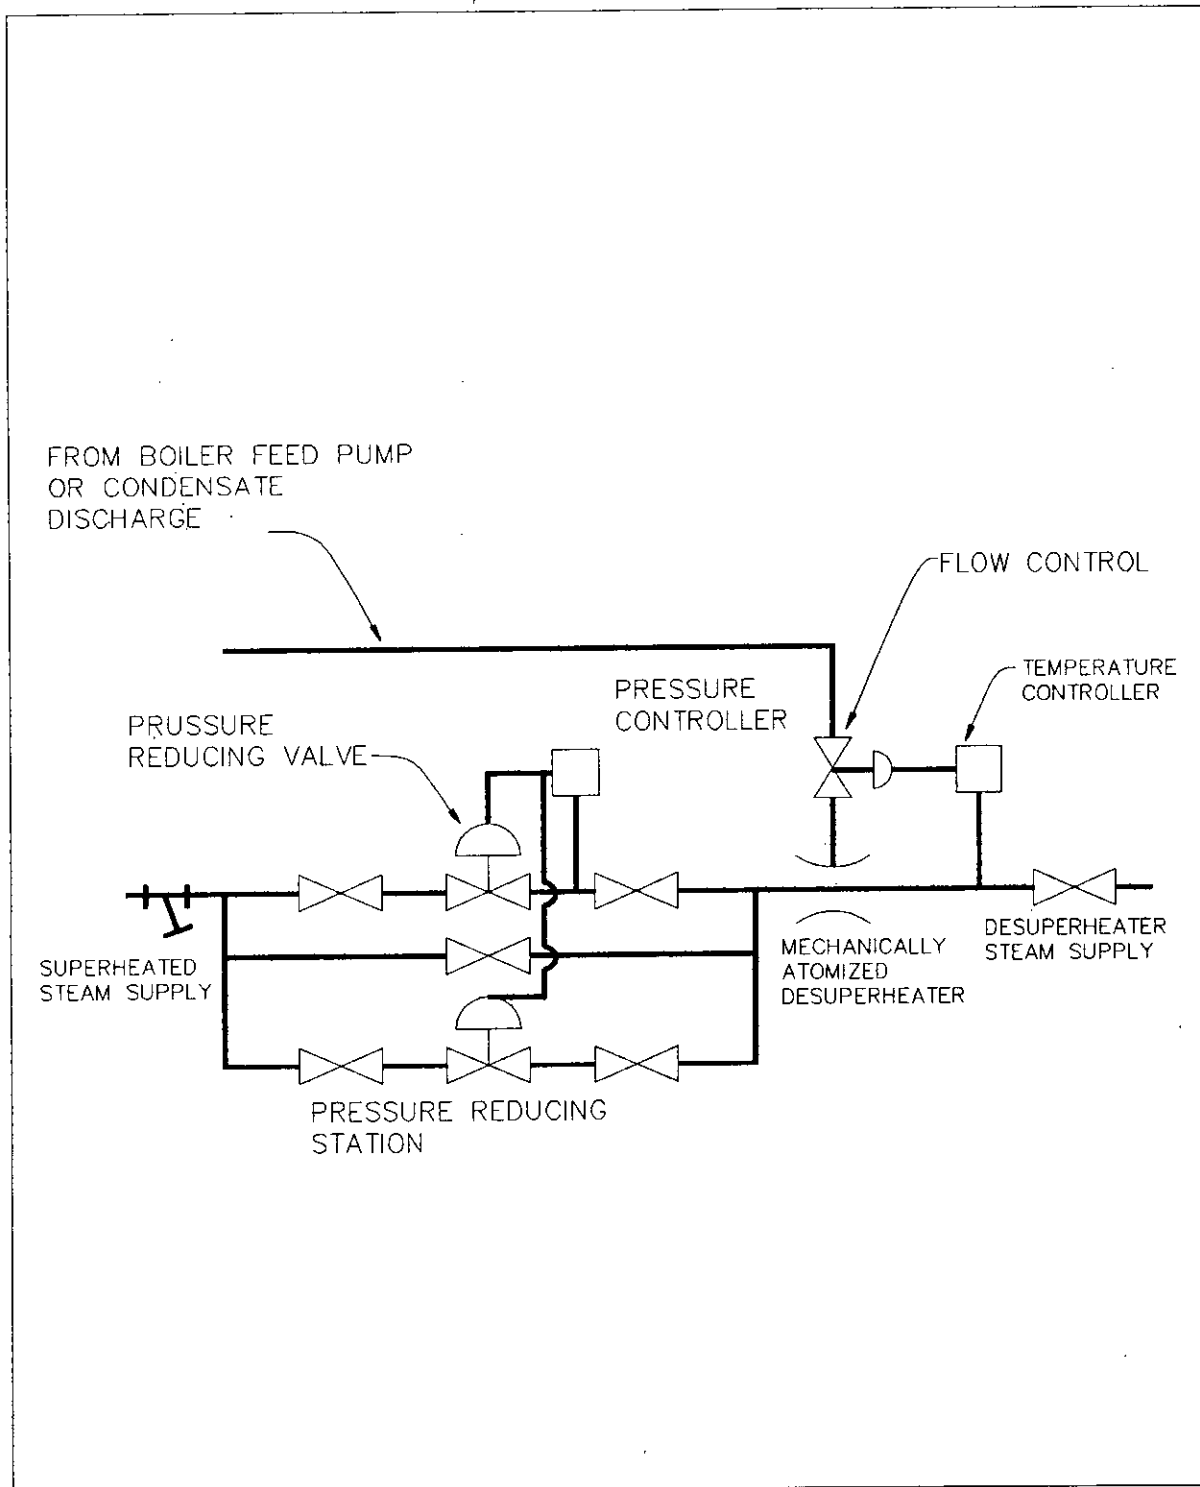 FROM BOILER FEED PUMP
OR CONDENSATE
DISCHARGE
FLOW CONTROL
TEMPERATURE
CONTROLLER
PRESSURE
CONTROLLER
PRUSSURE
REDUCING VALVE
SUPERHEATED
STEAM SUPPLY
MECHANICALLY
ATOMIZED
DESUPERHEATER
DESUPERHEATER
STEAM SUPPLY
PRESSURE REDUCING
STATION